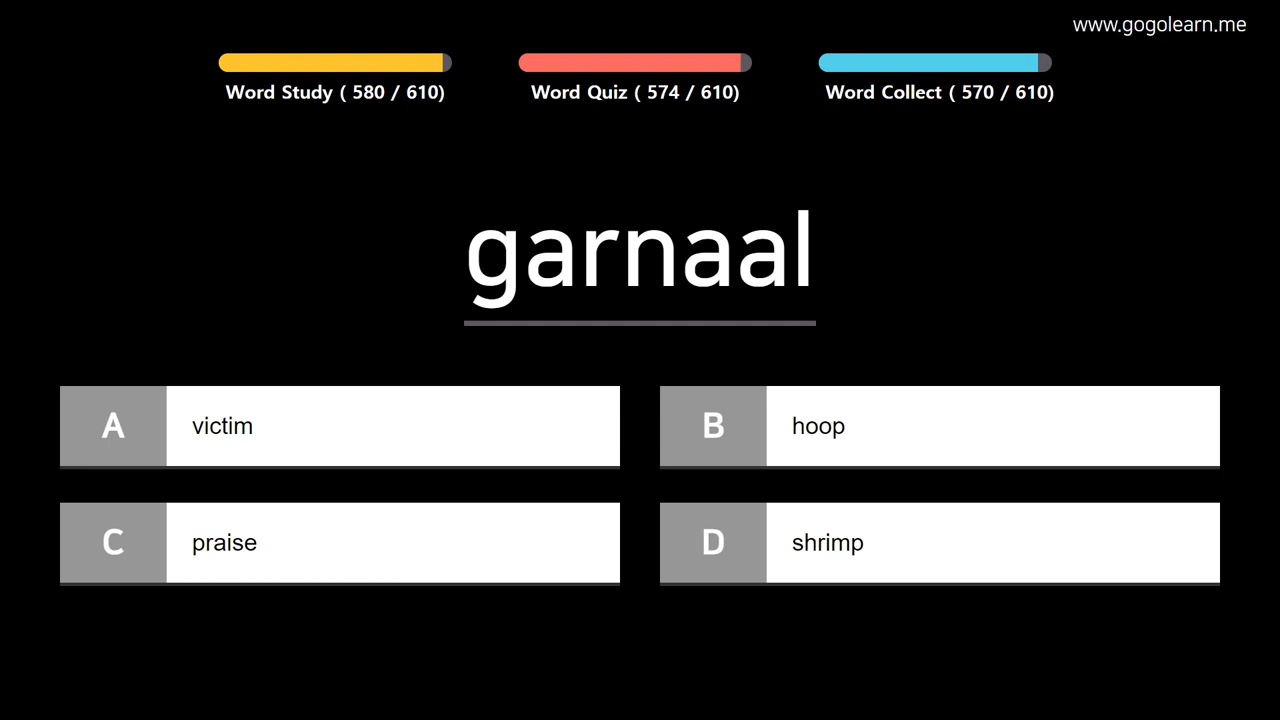 www.gogolearn.me
Word Study ( 580 / 610)
Word Quiz ( 574 / 610)
Word Collect ( 570 / 610)
garnaal
A victim
B hoop
C praise
D shrimp